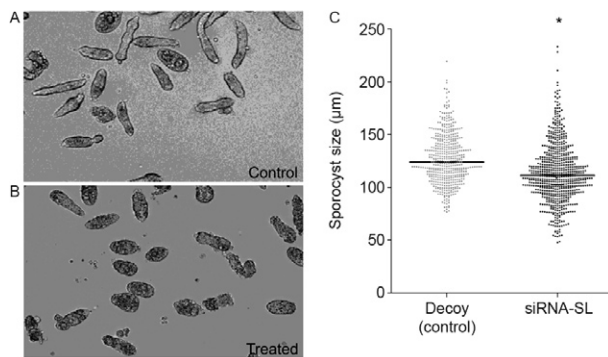 A
Control
B
Treated
C
*
Sporocyst size (μm)
250
200
150
100
50
0
Decoy
(control)
siRNA-SL